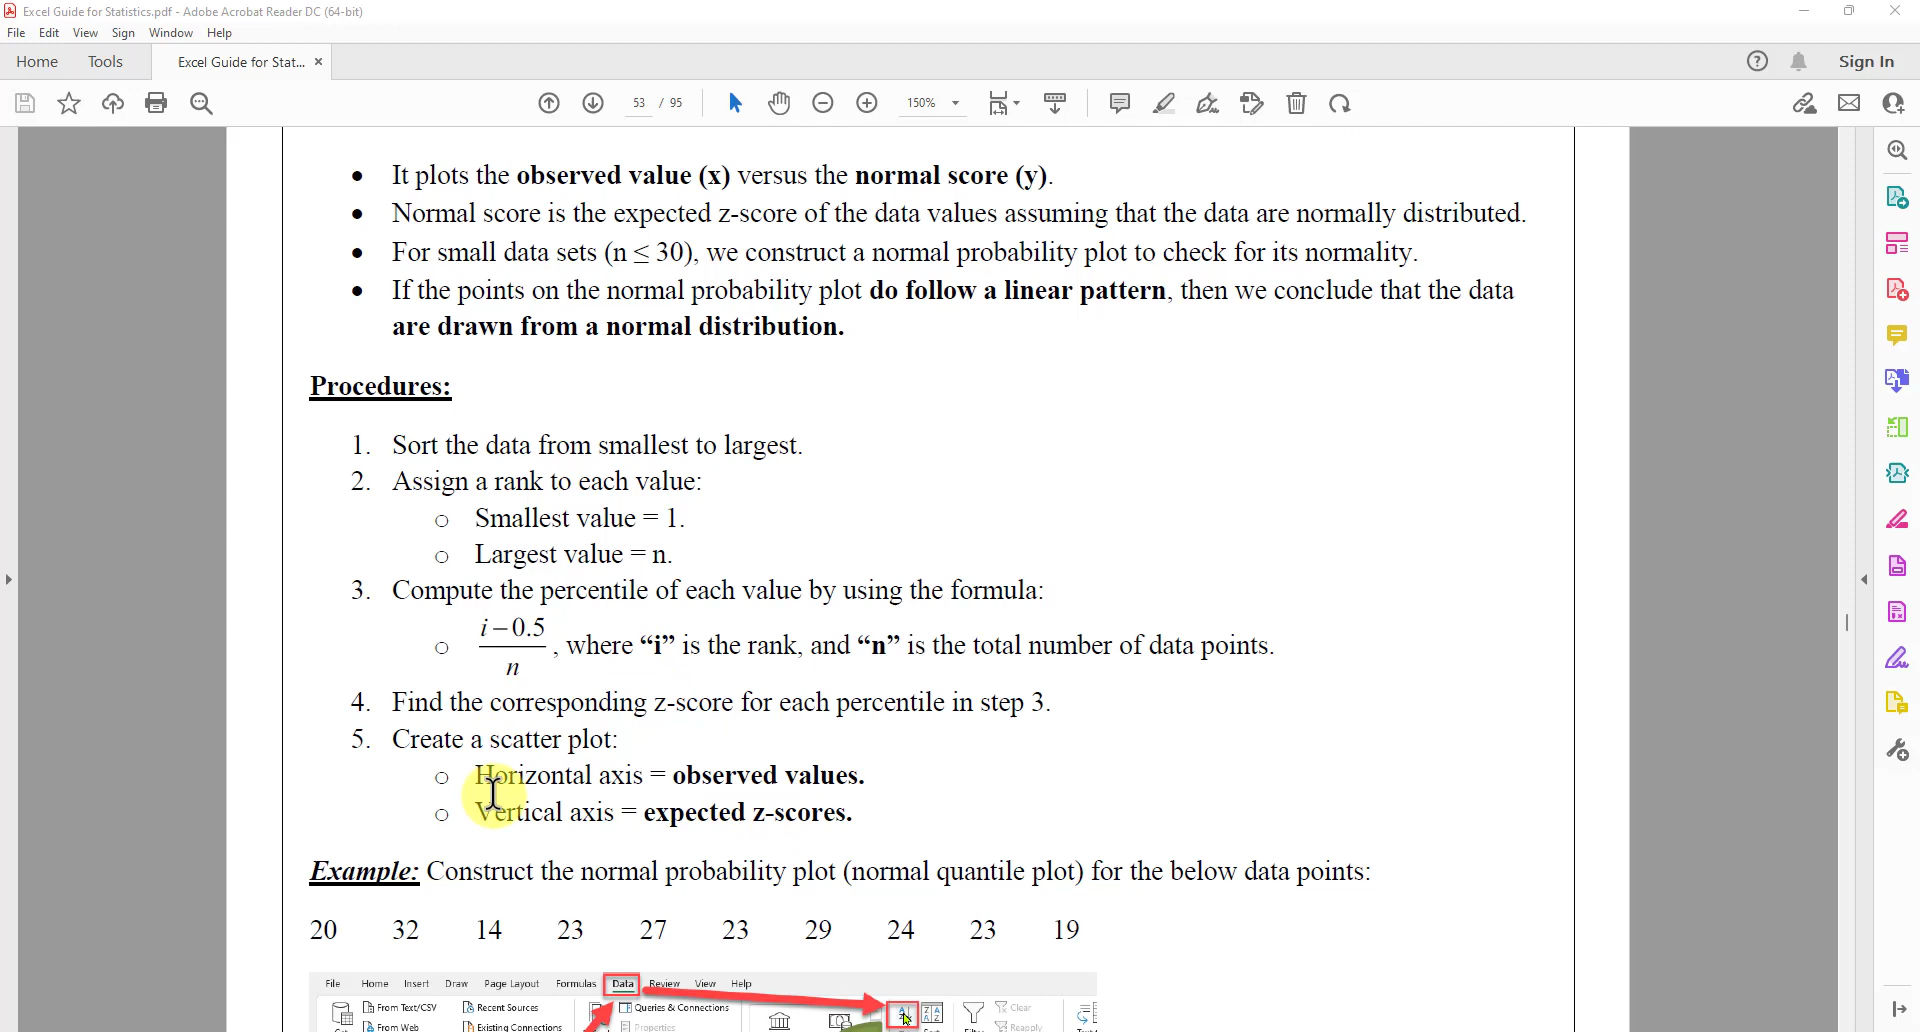 Excel Guide for Statistics.pdf - Adobe Acrobat Reader DC (64-bit)
File Edit View Sign Window Help
Home Tools Excel Guide for Stat... × Sign In
53 / 95 150%
• It plots the observed value (x) versus the normal score (y).
• Normal score is the expected z-score of the data values assuming that the data are normally distributed.
• For small data sets (n ≤ 30), we construct a normal probability plot to check for its normality.
• If the points on the normal probability plot do follow a linear pattern, then we conclude that the data
are drawn from a normal distribution.
Procedures:
1. Sort the data from smallest to largest.
2. Assign a rank to each value:
o Smallest value = 1.
o Largest value = n.
3. Compute the percentile of each value by using the formula:
o (i – 0.5)/n , where “i” is the rank, and “n” is the total number of data points.
4. Find the corresponding z-score for each percentile in step 3.
5. Create a scatter plot:
o Horizontal axis = observed values.
o Vertical axis = expected z-scores.
Example: Construct the normal probability plot (normal quantile plot) for the below data points:
20 32 14 23 27 23 29 24 23 19
File Home Insert Draw Page Layout Formulas Data Review View Help
From Text/CSV Recent Sources Queries & Connections Clear
From Web Existing Connections Properties Reapply